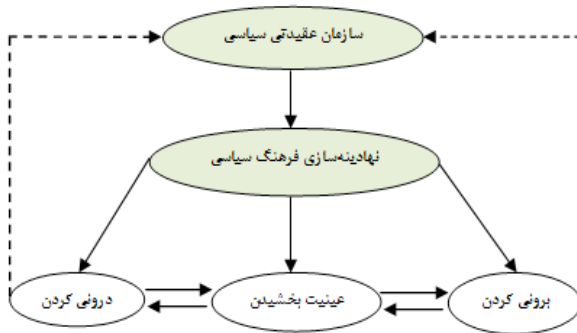 سازمان عقیدتی سیاسی
نهادینه‌سازی فرهنگ سیاسی
برونی کردن
عینیت بخشیدن
درونی کردن